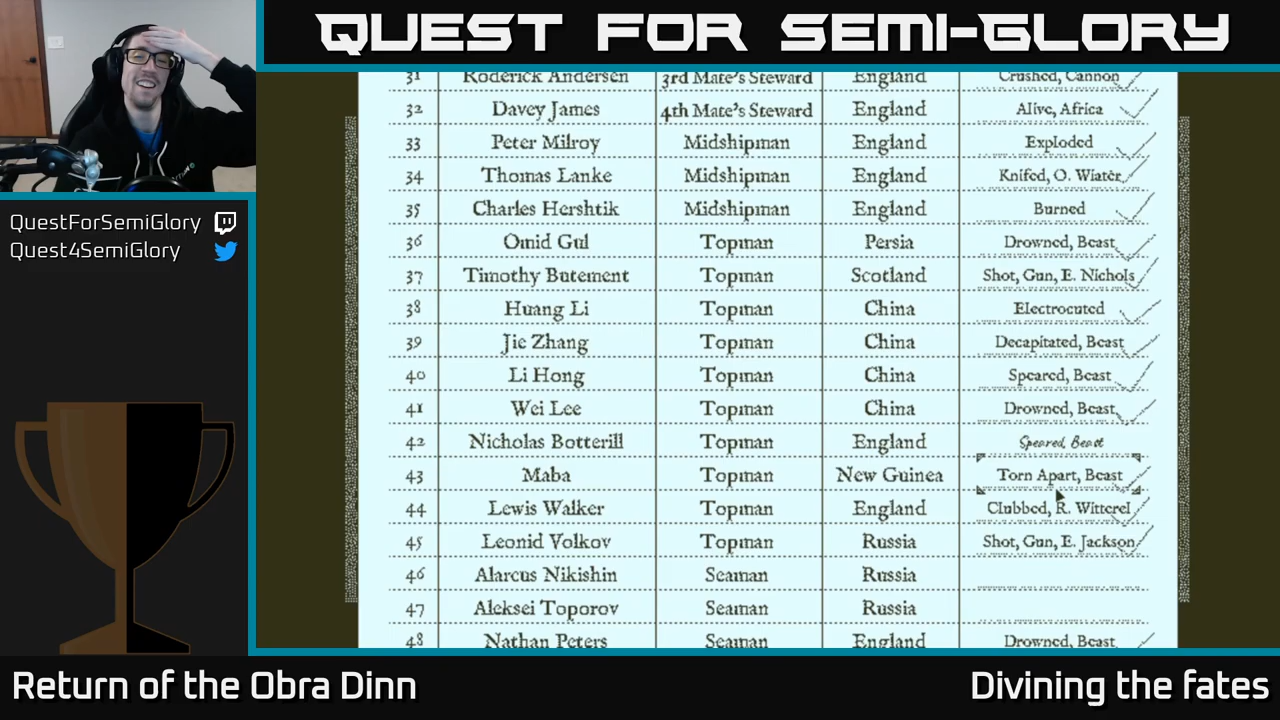 QUEST FOR SEMI-GLORY
QuestForSemiGlory
Quest4SemiGlory
31 Roderick Andersen 3rd Mate's Steward England Crushed, Cannon
32 Davey James 4th Mate's Steward England Alive, Africa
33 Peter Milroy Midshipman England Exploded
34 Thomas Lanke Midshipman England Knifed, O. Wiater
35 Charles Hershtik Midshipman England Burned
36 Omid Gul Topman Persia Drowned, Beast
37 Timothy Butement Topman Scotland Shot, Gun, E. Nichols
38 Huang Li Topman China Electrocuted
39 Jie Zhang Topman China Decapitated, Beast
40 Li Hong Topman China Speared, Beast
41 Wei Lee Topman China Drowned, Beast
42 Nicholas Botterill Topman England Speared, Beast
43 Maba Topman New Guinea Torn Apart, Beast
44 Lewis Walker Topman England Clubbed, R. Witterel
45 Leonid Volkov Topman Russia Shot, Gun, E. Jackson
46 Alarcus Nikishin Seaman Russia
47 Aleksei Toporov Seaman Russia
48 Nathan Peters Seaman England Drowned, Beast
Return of the Obra Dinn
Divining the fates